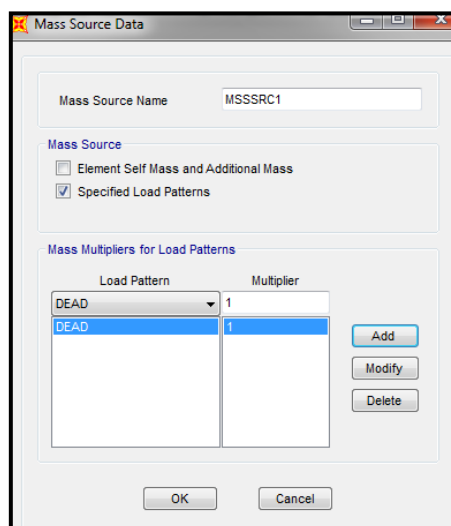 Mass Source Data
Mass Source Name MSSSRC1
Mass Source
Element Self Mass and Additional Mass
Specified Load Patterns
Mass Multipliers for Load Patterns
Load Pattern Multiplier
DEAD 1
DEAD 1
Add
Modify
Delete
OK Cancel